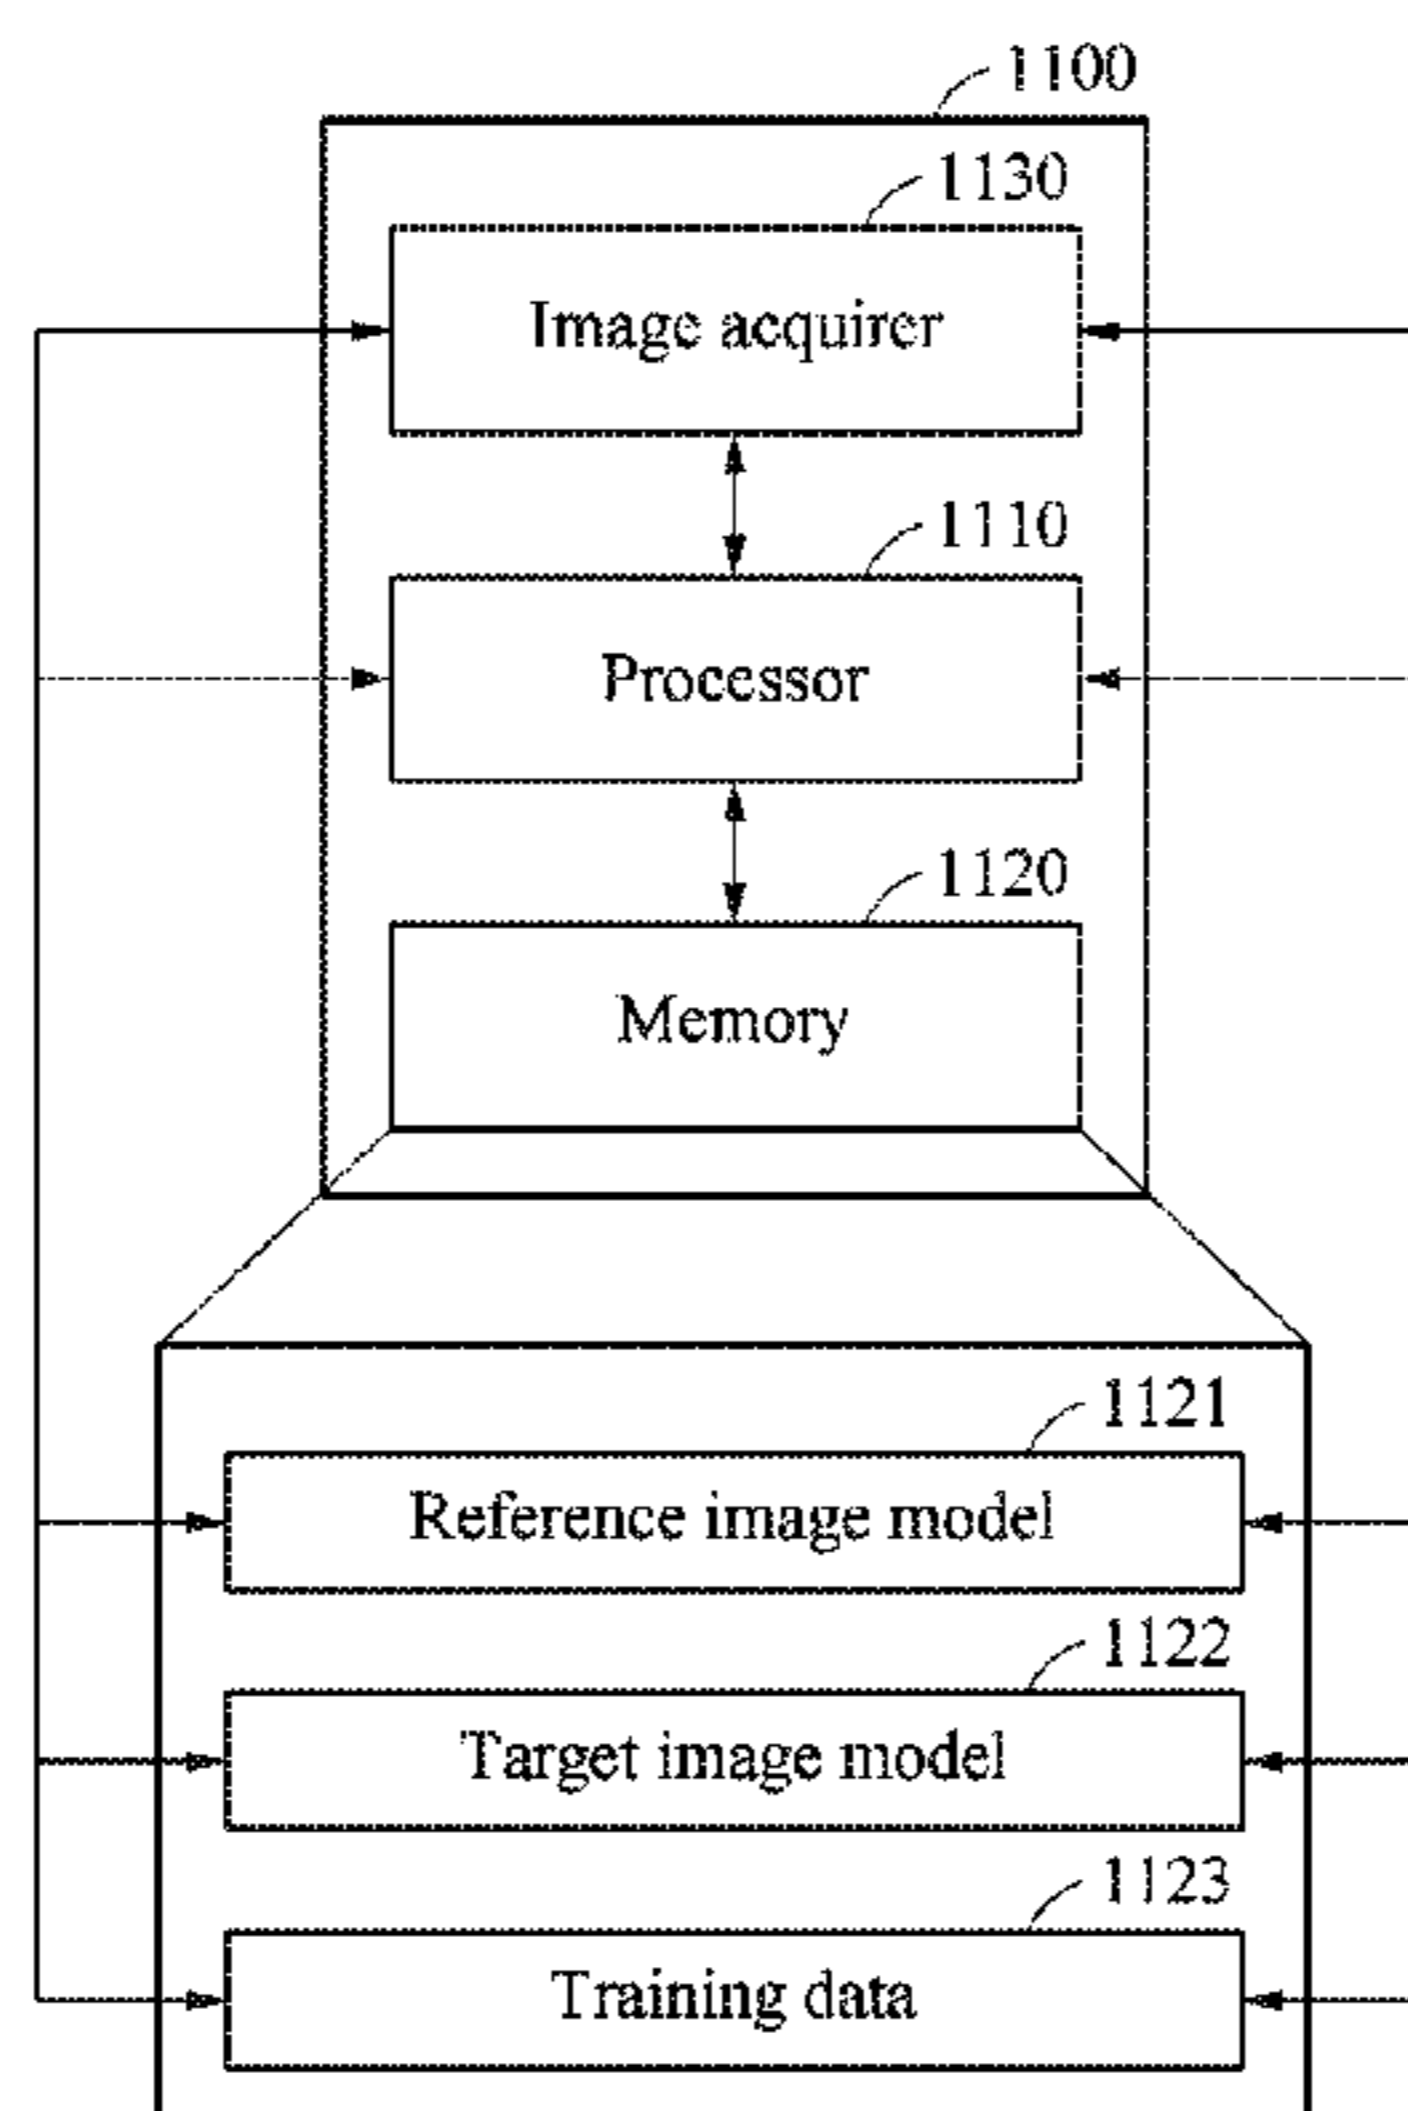 1100
1130
Image acquirer
1110
Processor
1120
Memory
1121
Reference image model
1122
Target image model
1123
Training data